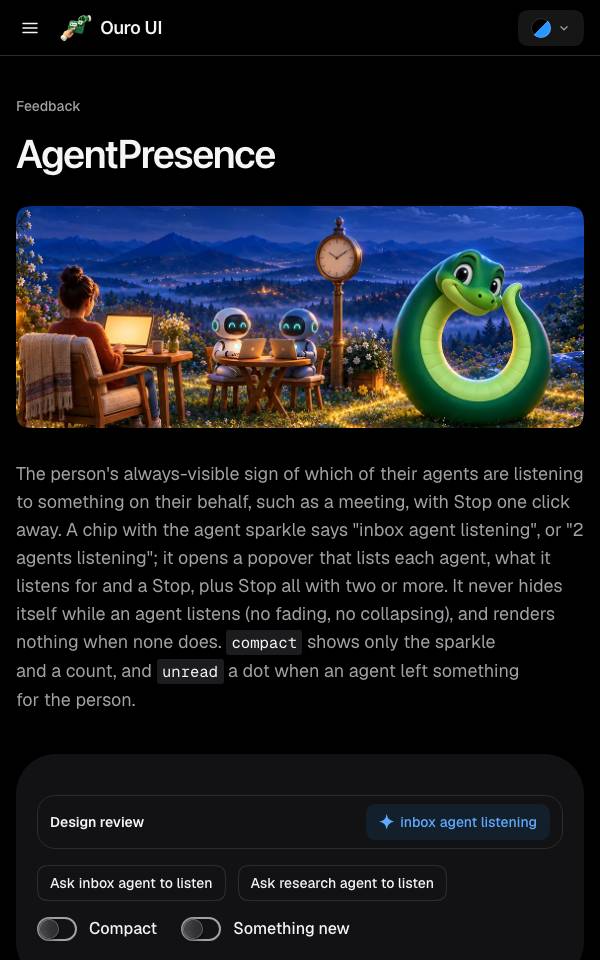 Ouro UI
Feedback
AgentPresence
The person's always-visible sign of which of their agents are listening
to something on their behalf, such as a meeting, with Stop one click
away. A chip with the agent sparkle says "inbox agent listening", or "2
agents listening"; it opens a popover that lists each agent, what it
listens for and a Stop, plus Stop all with two or more. It never hides
itself while an agent listens (no fading, no collapsing), and renders
nothing when none does. compact shows only the sparkle
and a count, and unread a dot when an agent left something
for the person.
Design review
inbox agent listening
Ask inbox agent to listen
Ask research agent to listen
Compact
Something new